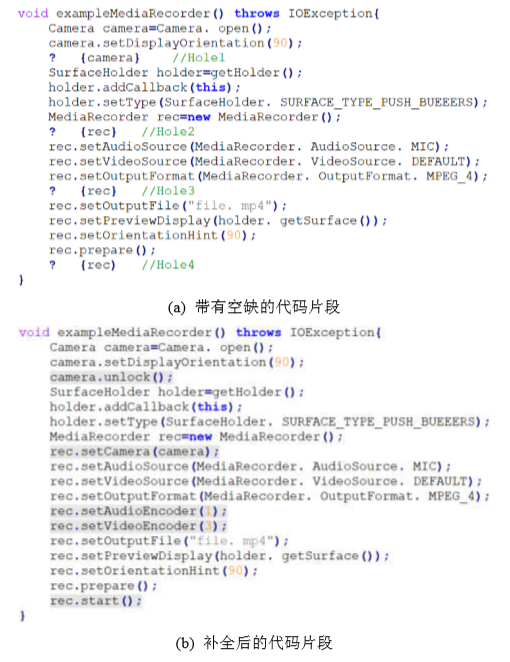 void exampleMediaRecorder() throws IOException{
Camera camera=Camera. open();
camera.setDisplayOrientation(90);
? {camera} //Hole1
SurfaceHolder holder=getHolder();
holder.addCallback(this);
holder.setType(SurfaceHolder. SURFACE_TYPE_PUSH_BUEEERS);
MediaRecorder rec=new MediaRecorder();
? {rec} //Hole2
rec.setAudioSource(MediaRecorder. AudioSource. MIC);
rec.setVideoSource(MediaRecorder. VideoSource. DEFAULT);
rec.setOutputFormat(MediaRecorder. OutputFormat. MPEG_4);
? {rec} //Hole3
rec.setOutputFile("file. mp4");
rec.setPreviewDisplay(holder. getSurface());
rec.setOrientationHint(90);
rec.prepare();
? {rec) //Hole4
}
(a) 带有空缺的代码片段
void exampleMediaRecorder() throws IOException{
Camera camera=Camera. open();
camera.setDisplayOrientation(90);
camera.unlock();
SurfaceHolder holder=getHolder();
holder.addCallback(this);
holder.setType(SurfaceHolder. SURFACE_TYPE_PUSH_BUEEERS);
MediaRecorder rec=new MediaRecorder();
rec.setCamera(camera);
rec.setAudioSource(MediaRecorder. AudioSource. MIC);
rec.setVideoSource(MediaRecorder. VideoSource. DEFAULT);
rec.setOutputFormat(MediaRecorder. OutputFormat. MPEG_4);
rec.setAudioEncoder(1);
rec.setVideoEncoder(3);
rec.setOutputFile("file. mp4");
rec.setPreviewDisplay(holder. getSurface());
rec.setOrientationHint(90);
rec.prepare();
rec.start();
}
(b) 补全后的代码片段